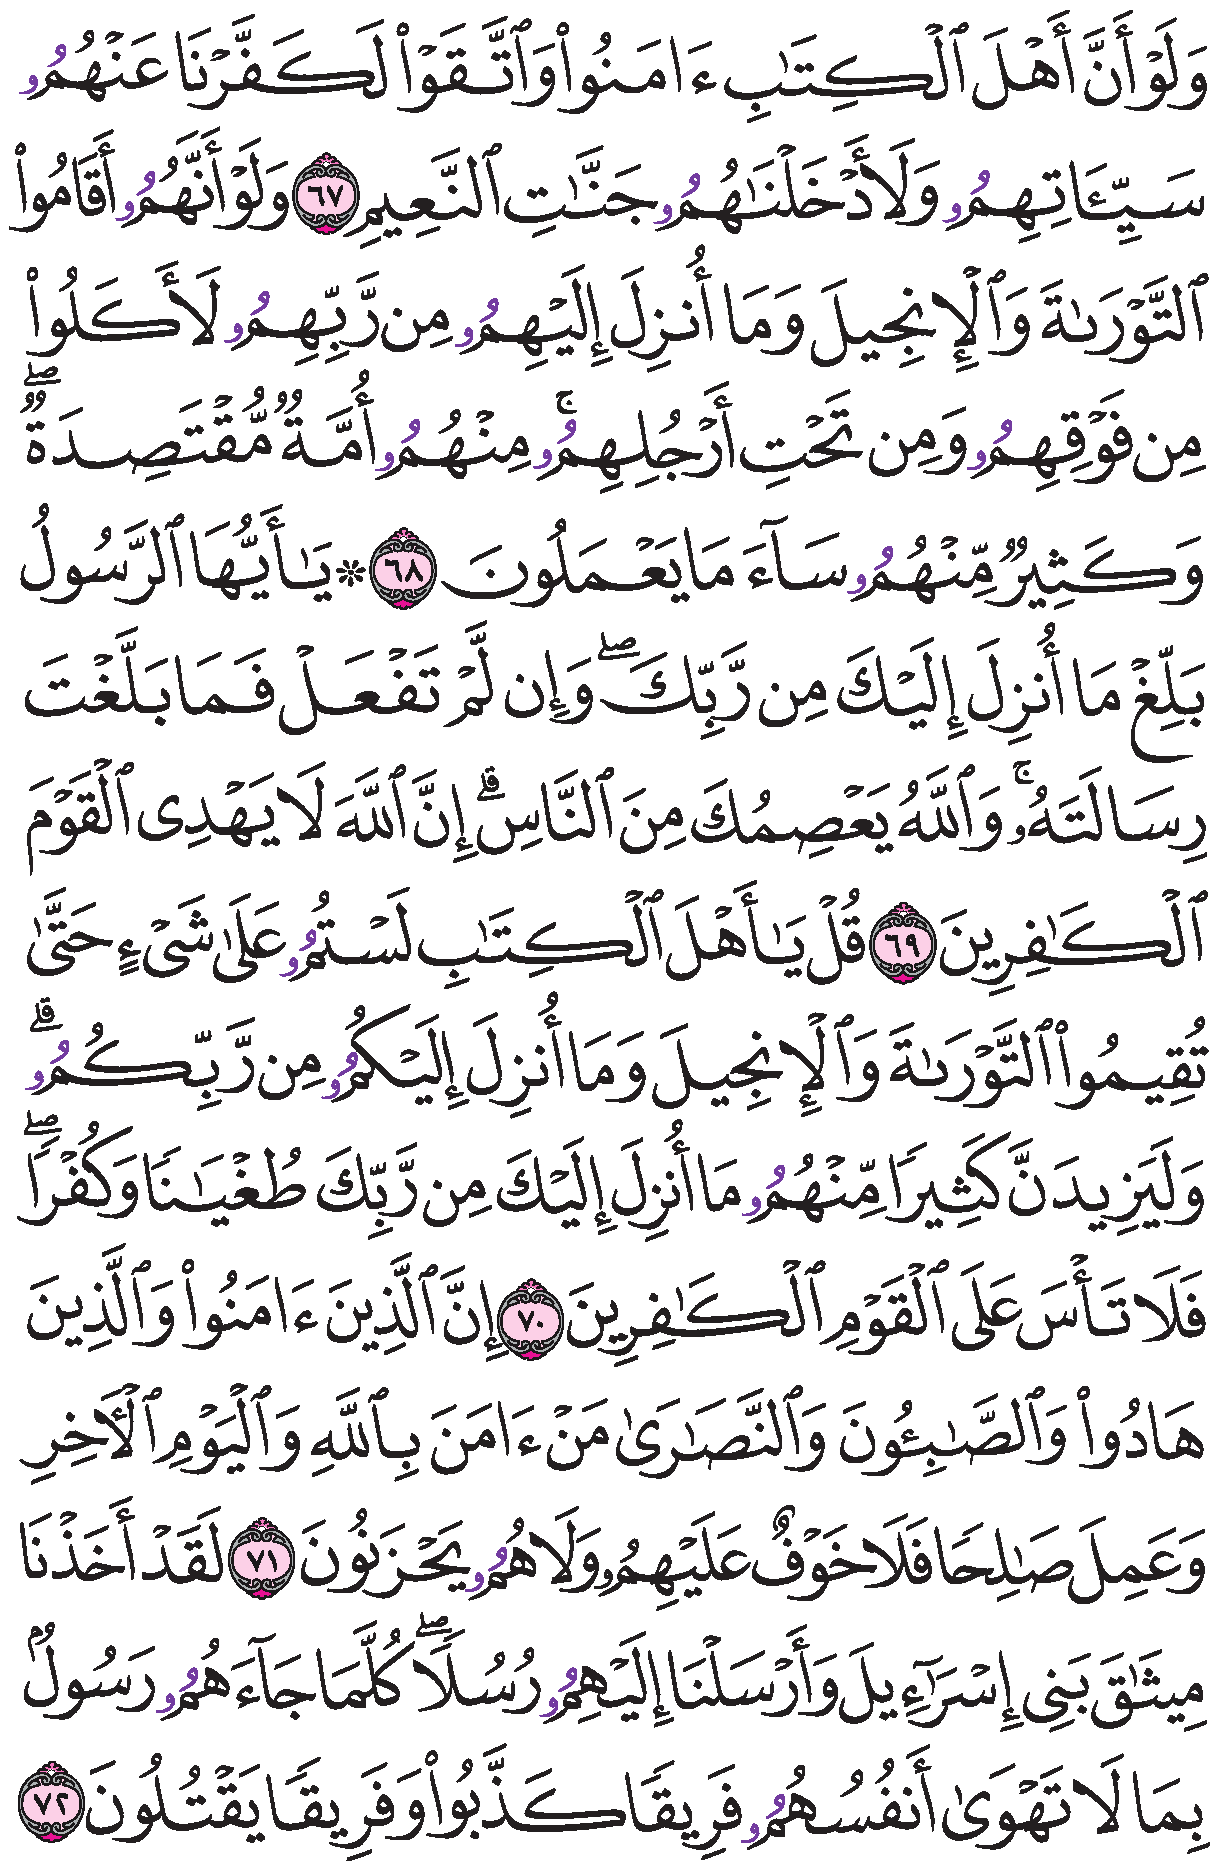 وَلَوْ أَنَّ أَهْلَ ٱلْكِتَٰبِ ءَامَنُوا۟ وَٱتَّقَوْا۟ لَكَفَّرْنَا عَنْهُمُۥ
سَيِّـَٔاتِهِمُۥ وَلَأَدْخَلْنَٰهُمُۥ جَنَّٰتِ ٱلنَّعِيمِ ٦٧ وَلَوْ أَنَّهُمُۥ أَقَامُوا۟
ٱلتَّوْرَىٰةَ وَٱلْإِنجِيلَ وَمَا أُنزِلَ إِلَيْهِمُۥ مِن رَّبِّهِمُۥ لَأَكَلُوا۟
مِن فَوْقِهِمُۥ وَمِن تَحْتِ أَرْجُلِهِمُۥ ۚ مِنْهُمُۥ أُمَّةٌ مُّقْتَصِدَةٌ ۖ
وَكَثِيرٌ مِّنْهُمُۥ سَآءَ مَا يَعْمَلُونَ ٦٨ ۞ يَٰأَيُّهَا ٱلرَّسُولُ
بَلِّغْ مَا أُنزِلَ إِلَيْكَ مِن رَّبِّكَ ۖ وَإِن لَّمْ تَفْعَلْ فَمَا بَلَّغْتَ
رِسَالَتَهُۥ ۚ وَٱللَّهُ يَعْصِمُكَ مِنَ ٱلنَّاسِ ۗ إِنَّ ٱللَّهَ لَا يَهْدِى ٱلْقَوْمَ
ٱلْكَٰفِرِينَ ٦٩ قُلْ يَٰأَهْلَ ٱلْكِتَٰبِ لَسْتُمُۥ عَلَىٰ شَىْءٍ حَتَّىٰ
تُقِيمُوا۟ ٱلتَّوْرَىٰةَ وَٱلْإِنجِيلَ وَمَا أُنزِلَ إِلَيْكُمُۥ مِن رَّبِّكُمُۥ ۗ
وَلَيَزِيدَنَّ كَثِيرًا مِّنْهُمُۥ مَا أُنزِلَ إِلَيْكَ مِن رَّبِّكَ طُغْيَٰنًا وَكُفْرًا ۖ
فَلَا تَأْسَ عَلَى ٱلْقَوْمِ ٱلْكَٰفِرِينَ ٧٠ إِنَّ ٱلَّذِينَ ءَامَنُوا۟ وَٱلَّذِينَ
هَادُوا۟ وَٱلصَّٰبِـُٔونَ وَٱلنَّصَٰرَىٰ مَنْ ءَامَنَ بِٱللَّهِ وَٱلْيَوْمِ ٱلْأَخِرِ
وَعَمِلَ صَٰلِحًا فَلَا خَوْفٌ عَلَيْهِمُۥ وَلَا هُمُۥ يَحْزَنُونَ ٧١ لَقَدْ أَخَذْنَا
مِيثَٰقَ بَنِى إِسْرَٰٓءِيلَ وَأَرْسَلْنَا إِلَيْهِمُۥ رُسُلًا ۖ كُلَّمَا جَآءَهُمُۥ رَسُولٌۢ
بِمَا لَا تَهْوَىٰ أَنفُسُهُمُۥ فَرِيقًا كَذَّبُوا۟ وَفَرِيقًا يَقْتُلُونَ ٧٢